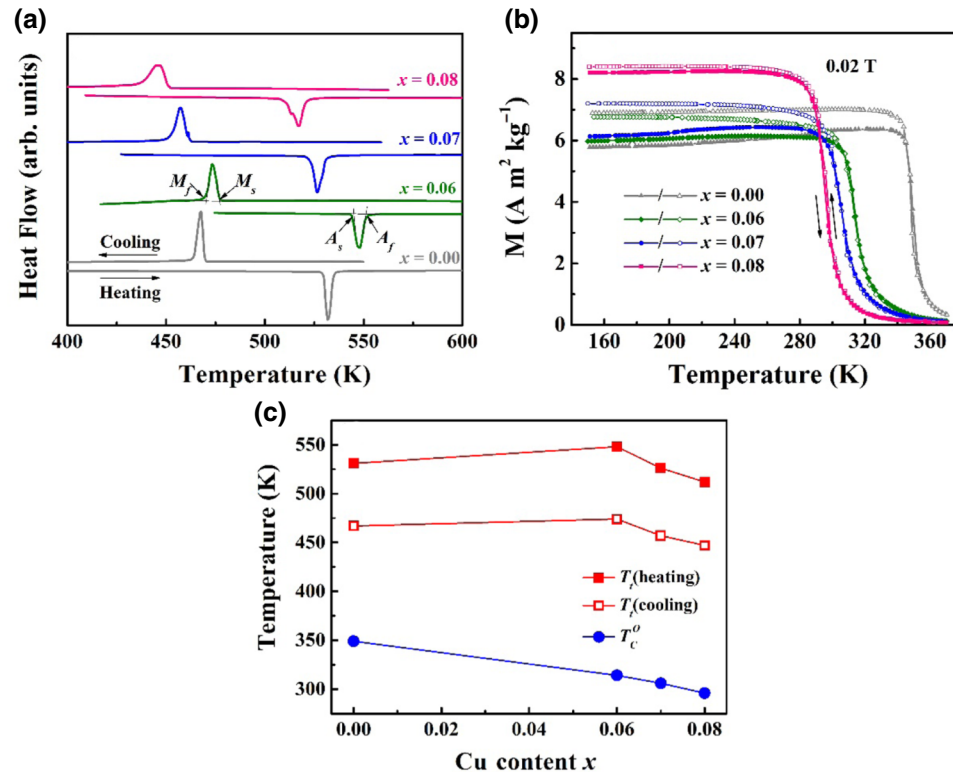 (a)
x = 0.08
x = 0.07
M_f M_s
x = 0.06
A_s A_f
Cooling
x = 0.00
Heating
Heat Flow (arb. units)
400 450 500 550 600
Temperature (K)
(b)
0.02 T
8
6
4
2
0
M (A m² kg⁻¹)
/ x = 0.00
/ x = 0.06
/ x = 0.07
/ x = 0.08
160 200 240 280 320 360
Temperature (K)
(c)
550
500
450
400
350
300
Temperature (K)
T_t(heating)
T_t(cooling)
T_C^O
0.00 0.02 0.04 0.06 0.08
Cu content x